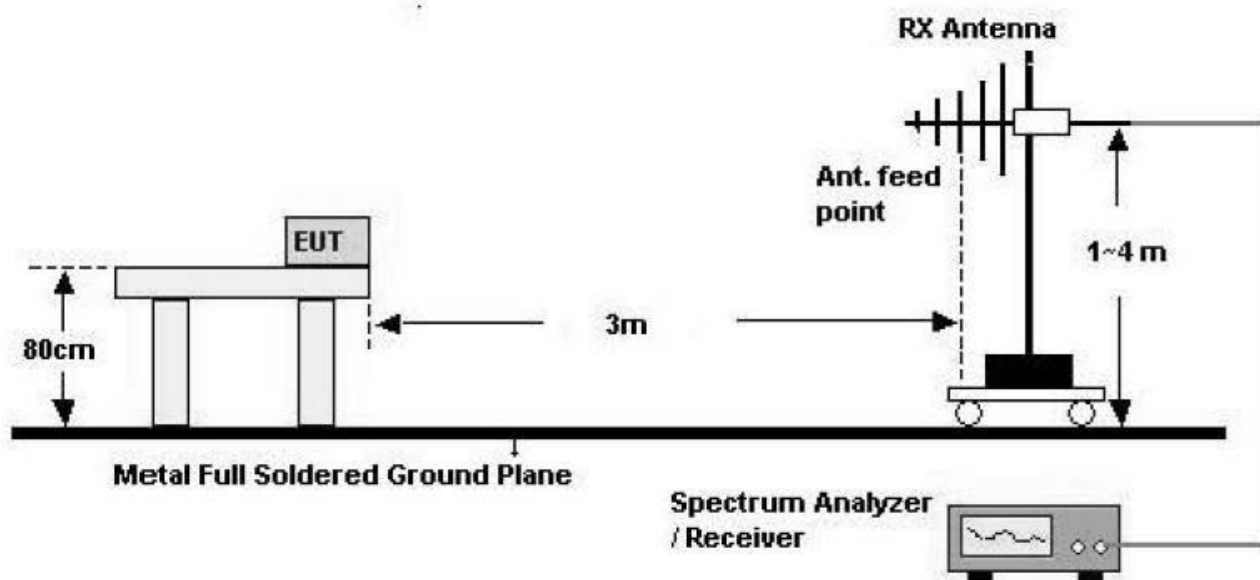 RX Antenna
Ant. feed
point
EUT
1~4 m
3m
80cm
Metal Full Soldered Ground Plane
Spectrum Analyzer
/ Receiver